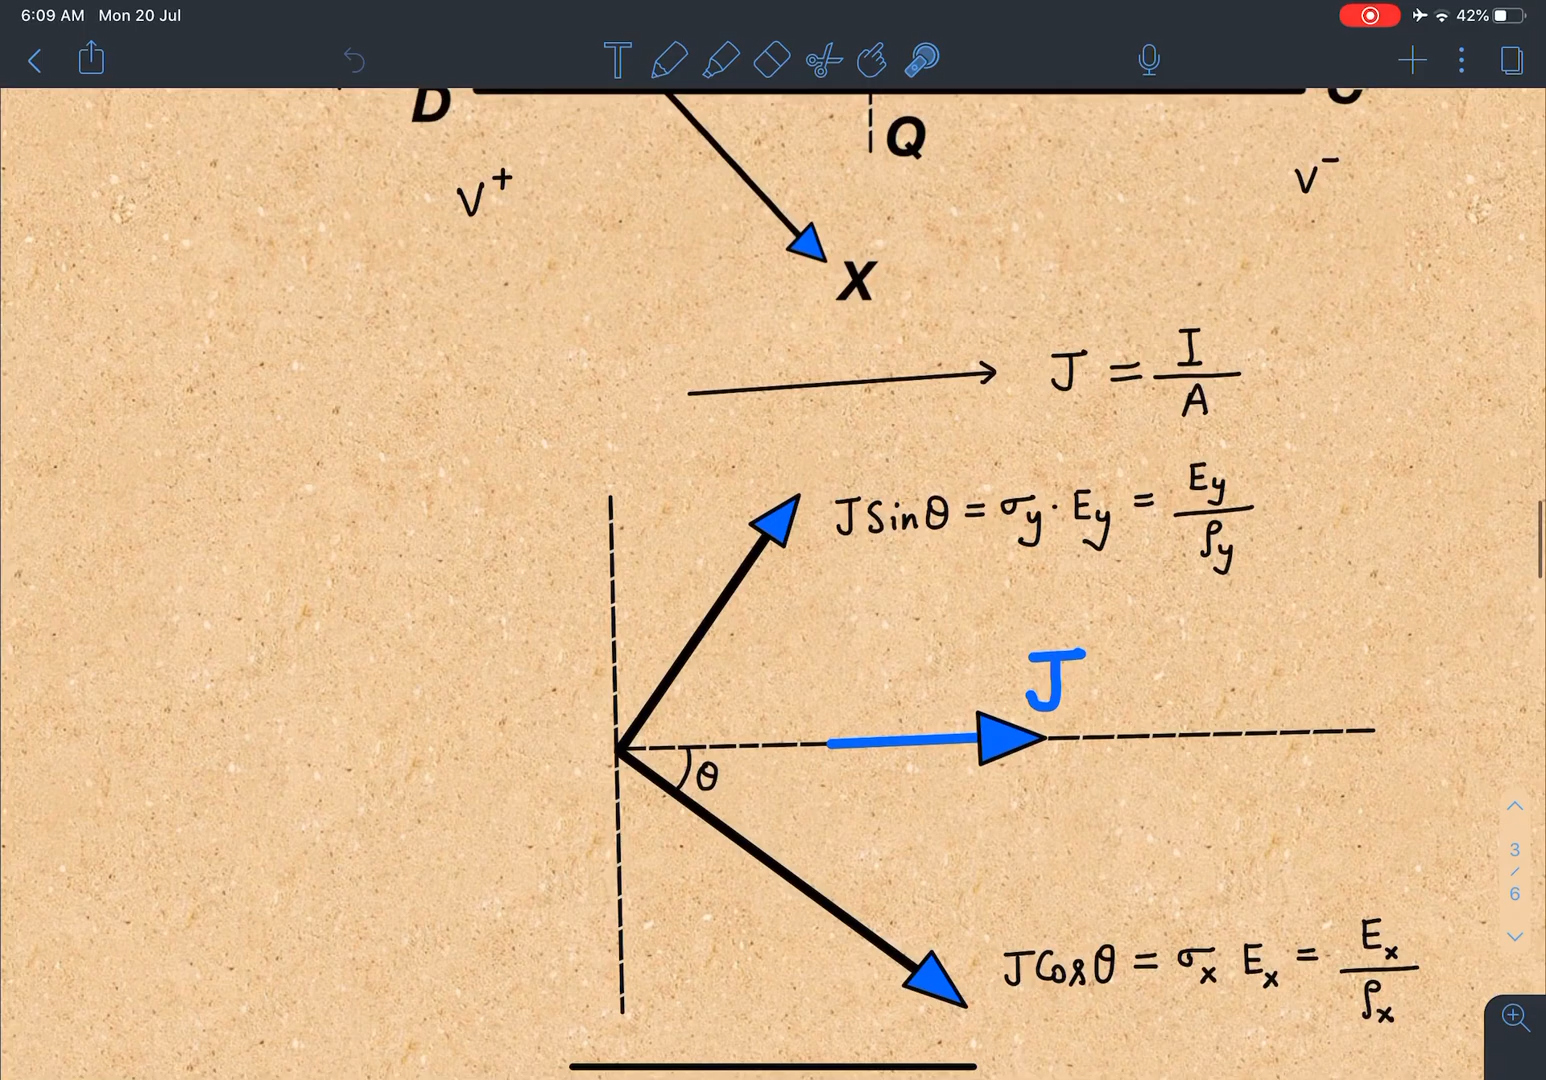 6:09 AM Mon 20 Jul
42%
D
C
Q
V⁺
V⁻
X
J = I/A
J sin θ = σy · Ey = Ey/ρy
J
θ
J cos θ = σx Ex = Ex/ρx
3
/
6